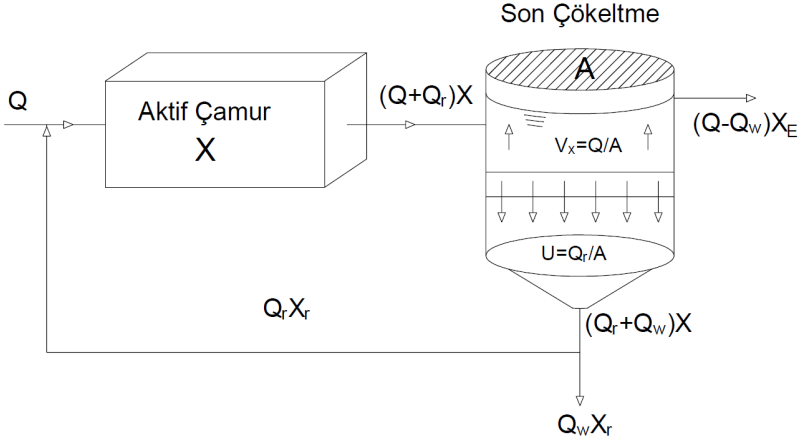 Son Çökeltme
Q
Aktif Çamur
X
(Q+Qr)X
A
(Q-Qw)XE
Vx=Q/A
U=Qr/A
QrXr
(Qr+Qw)X
QwXr